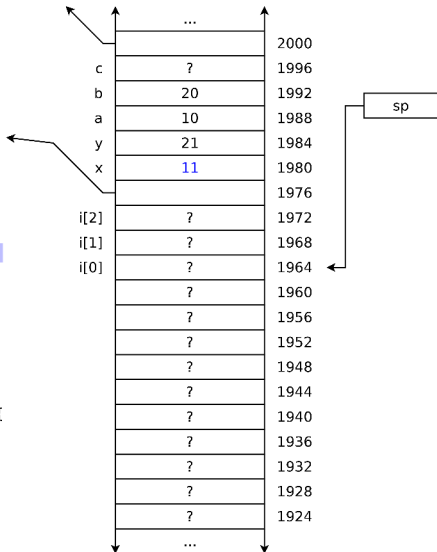 ...
2000
c ? 1996
b 20 1992
a 10 1988
sp
y 21 1984
x 11 1980
1976
i[2] ? 1972
i[1] ? 1968
i[0] ? 1964
? 1960
? 1956
? 1952
? 1948
? 1944
? 1940
? 1936
? 1932
? 1928
? 1924
...